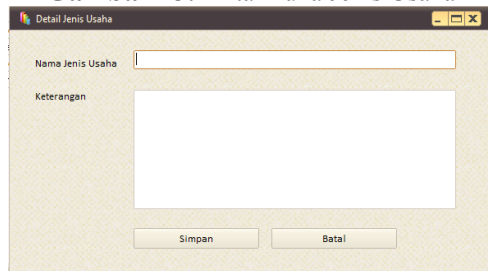 Detail Jenis Usaha
Nama Jenis Usaha
Keterangan
Simpan Batal